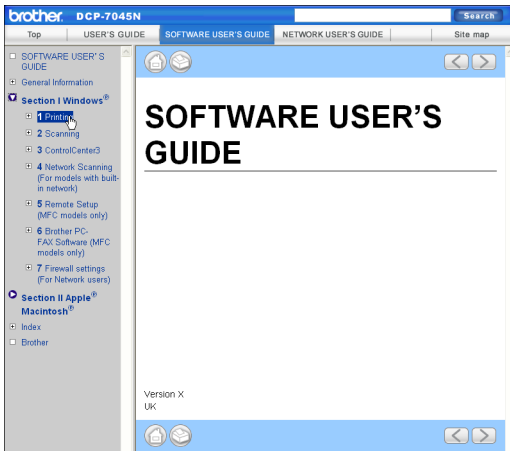 brother. DCP-7045N
Search
Top
USER'S GUIDE
SOFTWARE USER'S GUIDE
NETWORK USER'S GUIDE
Site map
SOFTWARE USER'S
GUIDE
General Information
Section I Windows®
1 Printing
2 Scanning
3 ControlCenter3
4 Network Scanning
(For models with built-
in network)
5 Remote Setup
(MFC models only)
6 Brother PC-
FAX Software (MFC
models only)
7 Firewall settings
(For Network users)
Section II Apple®
Macintosh®
Index
Brother
SOFTWARE USER'S
GUIDE
Version X
UK